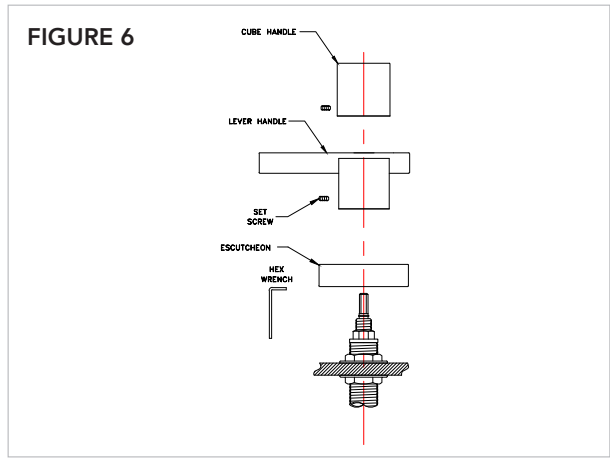 FIGURE 6
CUBE HANDLE
LEVER HANDLE
SET
SCREW
ESCUTCHEON
HEX
WRENCH